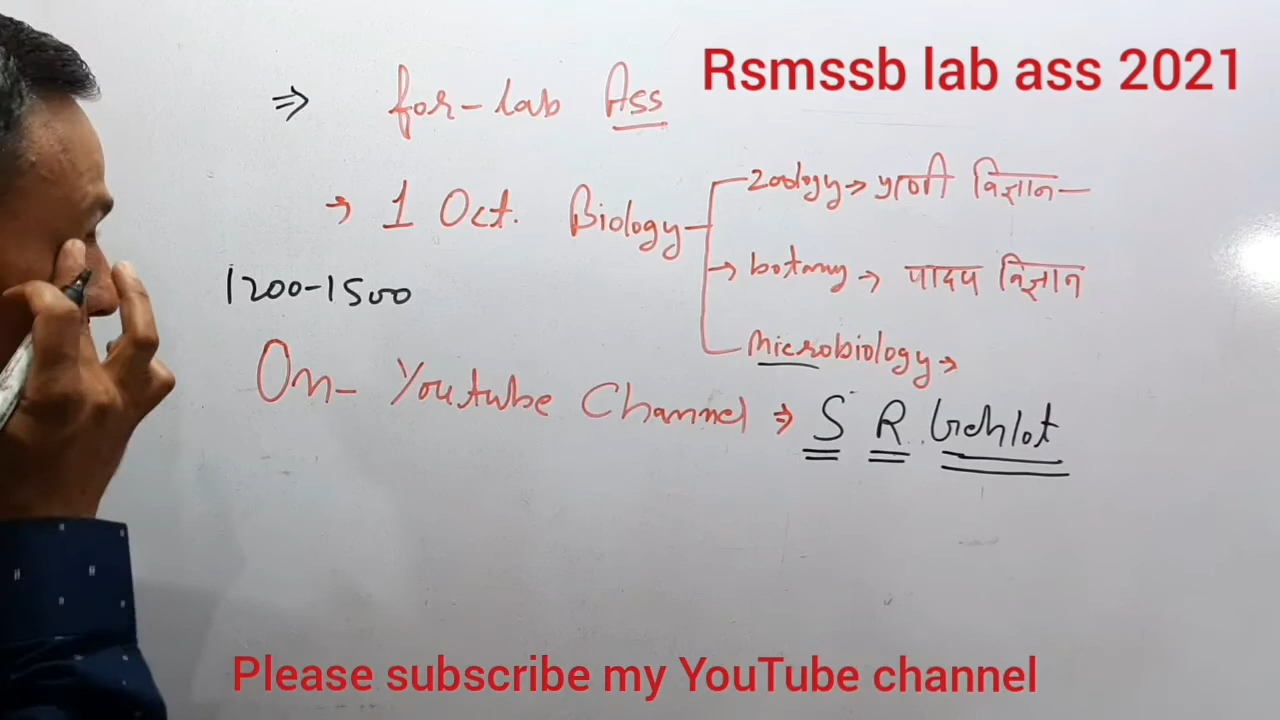 Rsmssb lab ass 2021
⇒ for-lab Ass
→ 1 Oct. Biology
Zoology → प्राणी विज्ञान
→ botany → पादप विज्ञान
Microbiology →
1200-1500
On- Youtube Channel ⇒ S R Gehlot
Please subscribe my YouTube channel